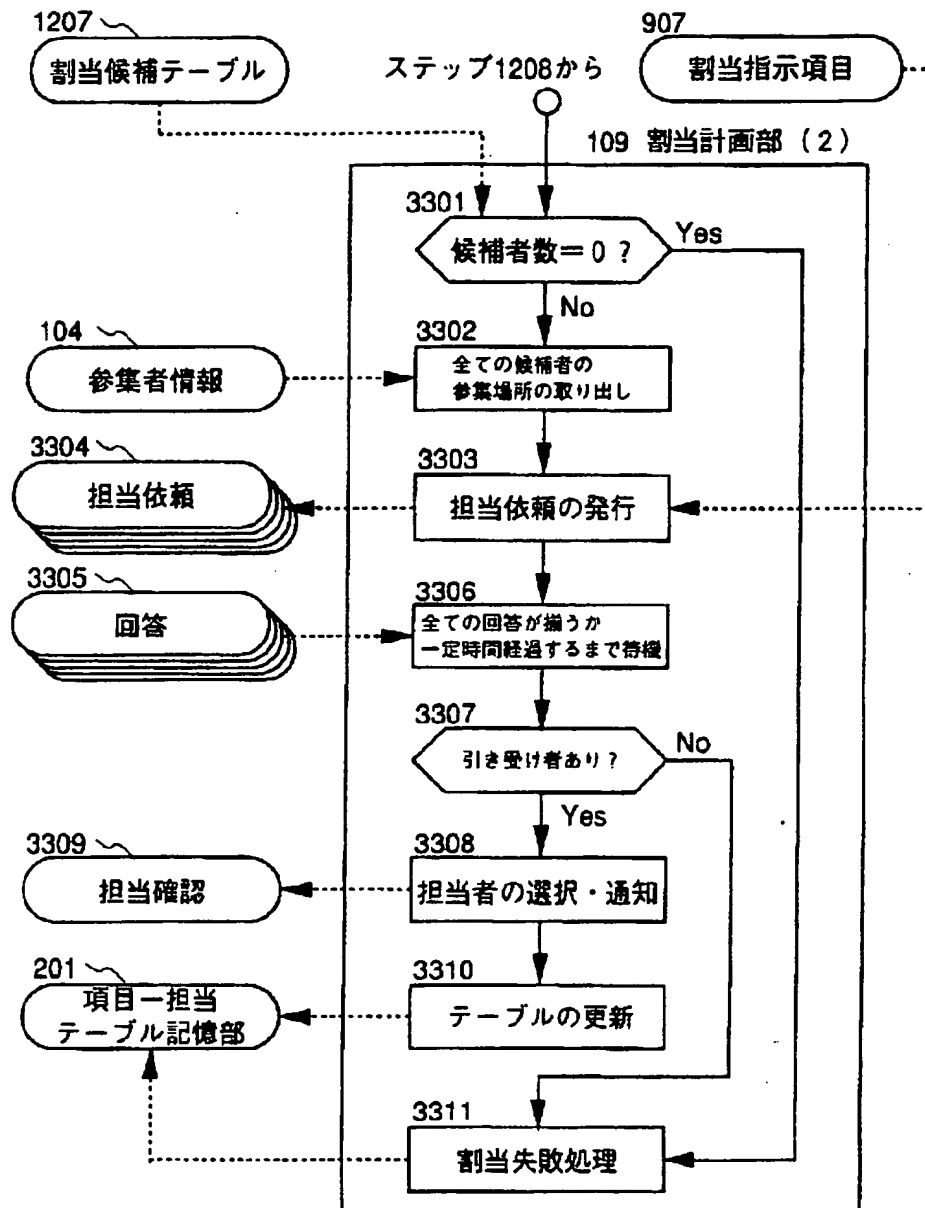 1207
割当候補テーブル
ステップ1208から
907
割当指示項目
109 割当計画部（2）
3301
候補者数＝0？
Yes
No
104
参集者情報
3302
全ての候補者の
参集場所の取り出し
3304
担当依頼
3303
担当依頼の発行
3305
回答
3306
全ての回答が揃うか
一定時間経過するまで待機
3307
引き受け者あり？
No
Yes
3309
担当確認
3308
担当者の選択・通知
201
項目ー担当
テーブル記憶部
3310
テーブルの更新
3311
割当失敗処理